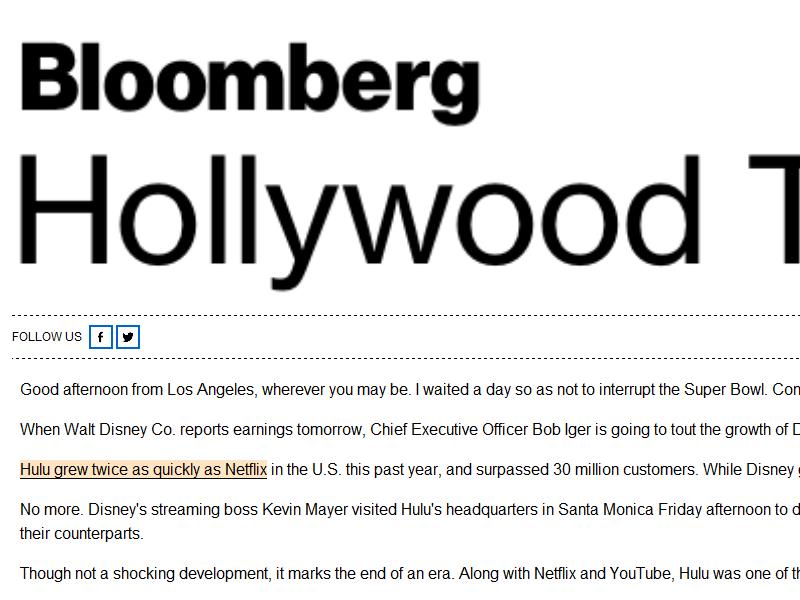 Bloomberg
Hollywood T
FOLLOW US
Good afternoon from Los Angeles, wherever you may be. I waited a day so as not to interrupt the Super Bowl. Con
When Walt Disney Co. reports earnings tomorrow, Chief Executive Officer Bob Iger is going to tout the growth of D
Hulu grew twice as quickly as Netflix in the U.S. this past year, and surpassed 30 million customers. While Disney
No more. Disney's streaming boss Kevin Mayer visited Hulu's headquarters in Santa Monica Friday afternoon to d
their counterparts.
Though not a shocking development, it marks the end of an era. Along with Netflix and YouTube, Hulu was one of th